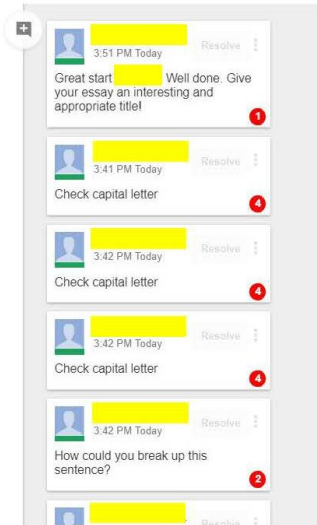 Resolve
3:51 PM Today
Great start Well done. Give
your essay an interesting and
appropriate title!
1
Resolve
3:41 PM Today
Check capital letter
4
Resolve
3:42 PM Today
Check capital letter
4
Resolve
3:42 PM Today
Check capital letter
4
Resolve
3:42 PM Today
How could you break up this
sentence?
2
Resolve